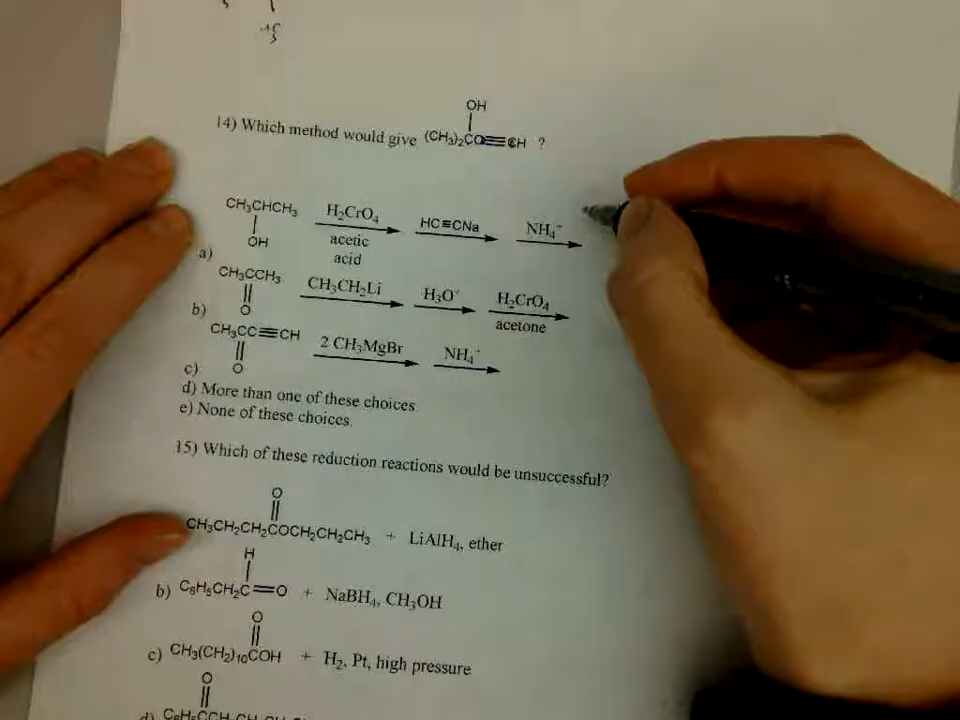 OH
14) Which method would give (CH₃)₂CC≡CH ?
CH₃CHCH₃ H₂CrO₄ HC≡CNa NH₄⁺
OH acetic
acid
a)
CH₃CCH₃ CH₃CH₂Li H₃O⁺ H₂CrO₄
O acetone
b)
CH₃CC≡CH 2 CH₃MgBr NH₄⁺
O
c)
d) More than one of these choices.
e) None of these choices.
15) Which of these reduction reactions would be unsuccessful?
O
CH₃CH₂CH₂COCH₂CH₂CH₃ + LiAlH₄, ether
H
b) C₆H₅CH₂C=O + NaBH₄, CH₃OH
O
c) CH₃(CH₂)₁₀COH + H₂, Pt, high pressure
O